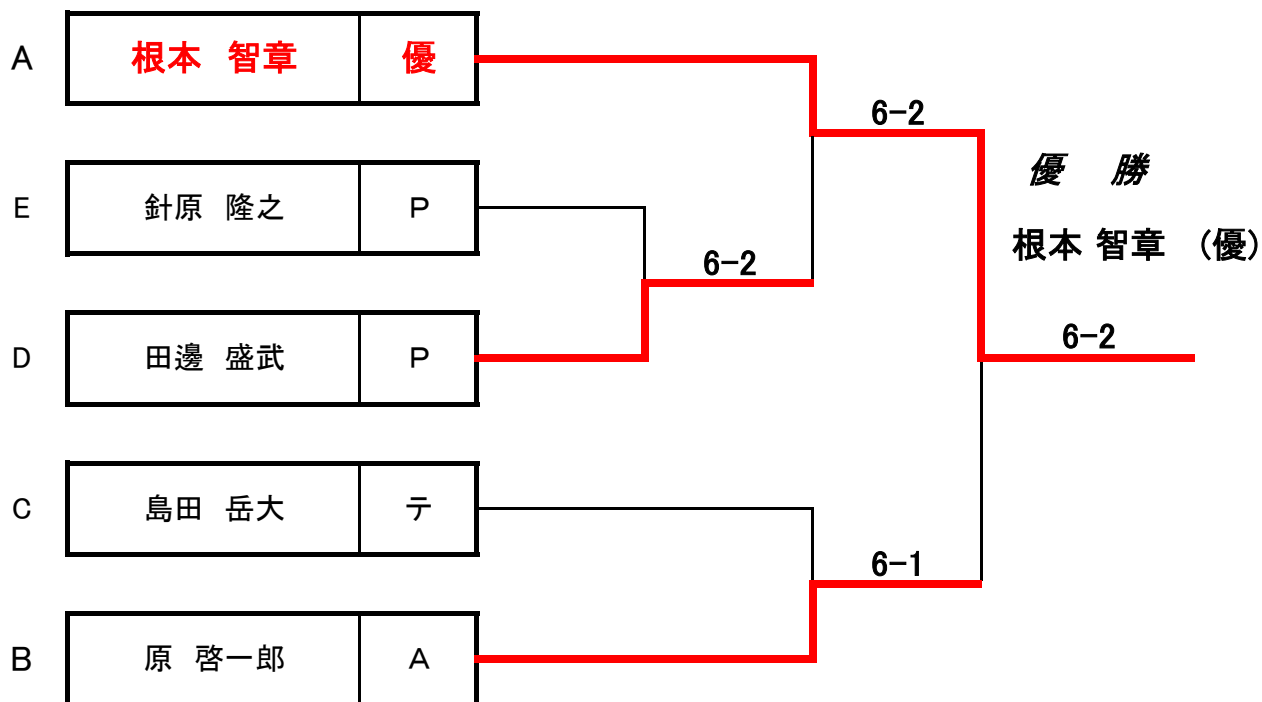 A 根本 智章 優
6-2
優 勝
E 針原 隆之 P
根本 智章 （優）
6-2
6-2
D 田邊 盛武 P
C 島田 岳大 テ
6-1
B 原 啓一郎 A